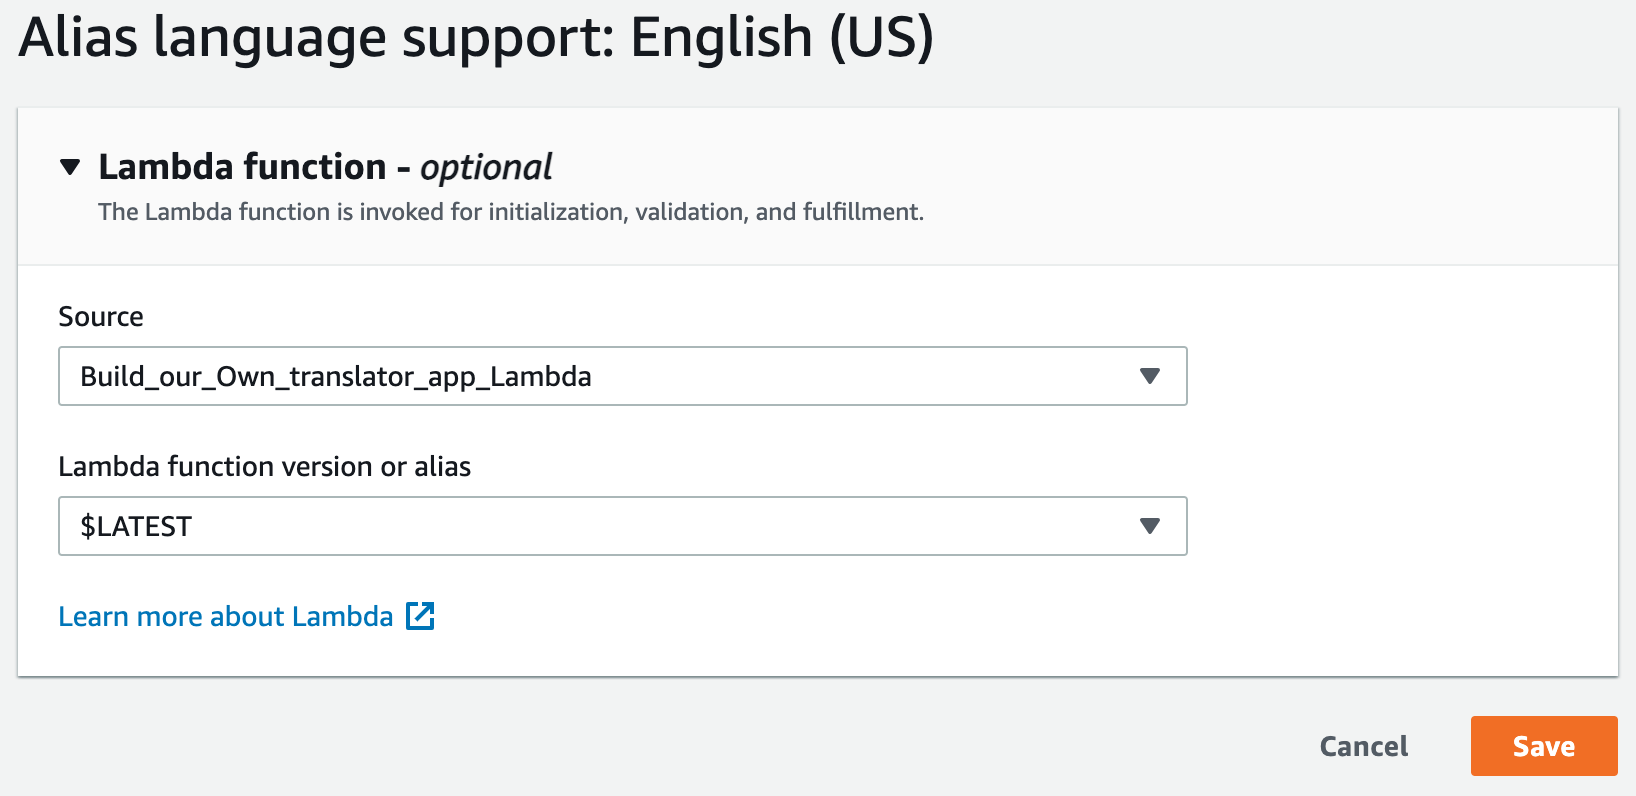 Alias language support: English (US)
Lambda function - optional
The Lambda function is invoked for initialization, validation, and fulfillment.
Source
Build_our_Own_translator_app_Lambda
Lambda function version or alias
$LATEST
Learn more about Lambda
Cancel
Save